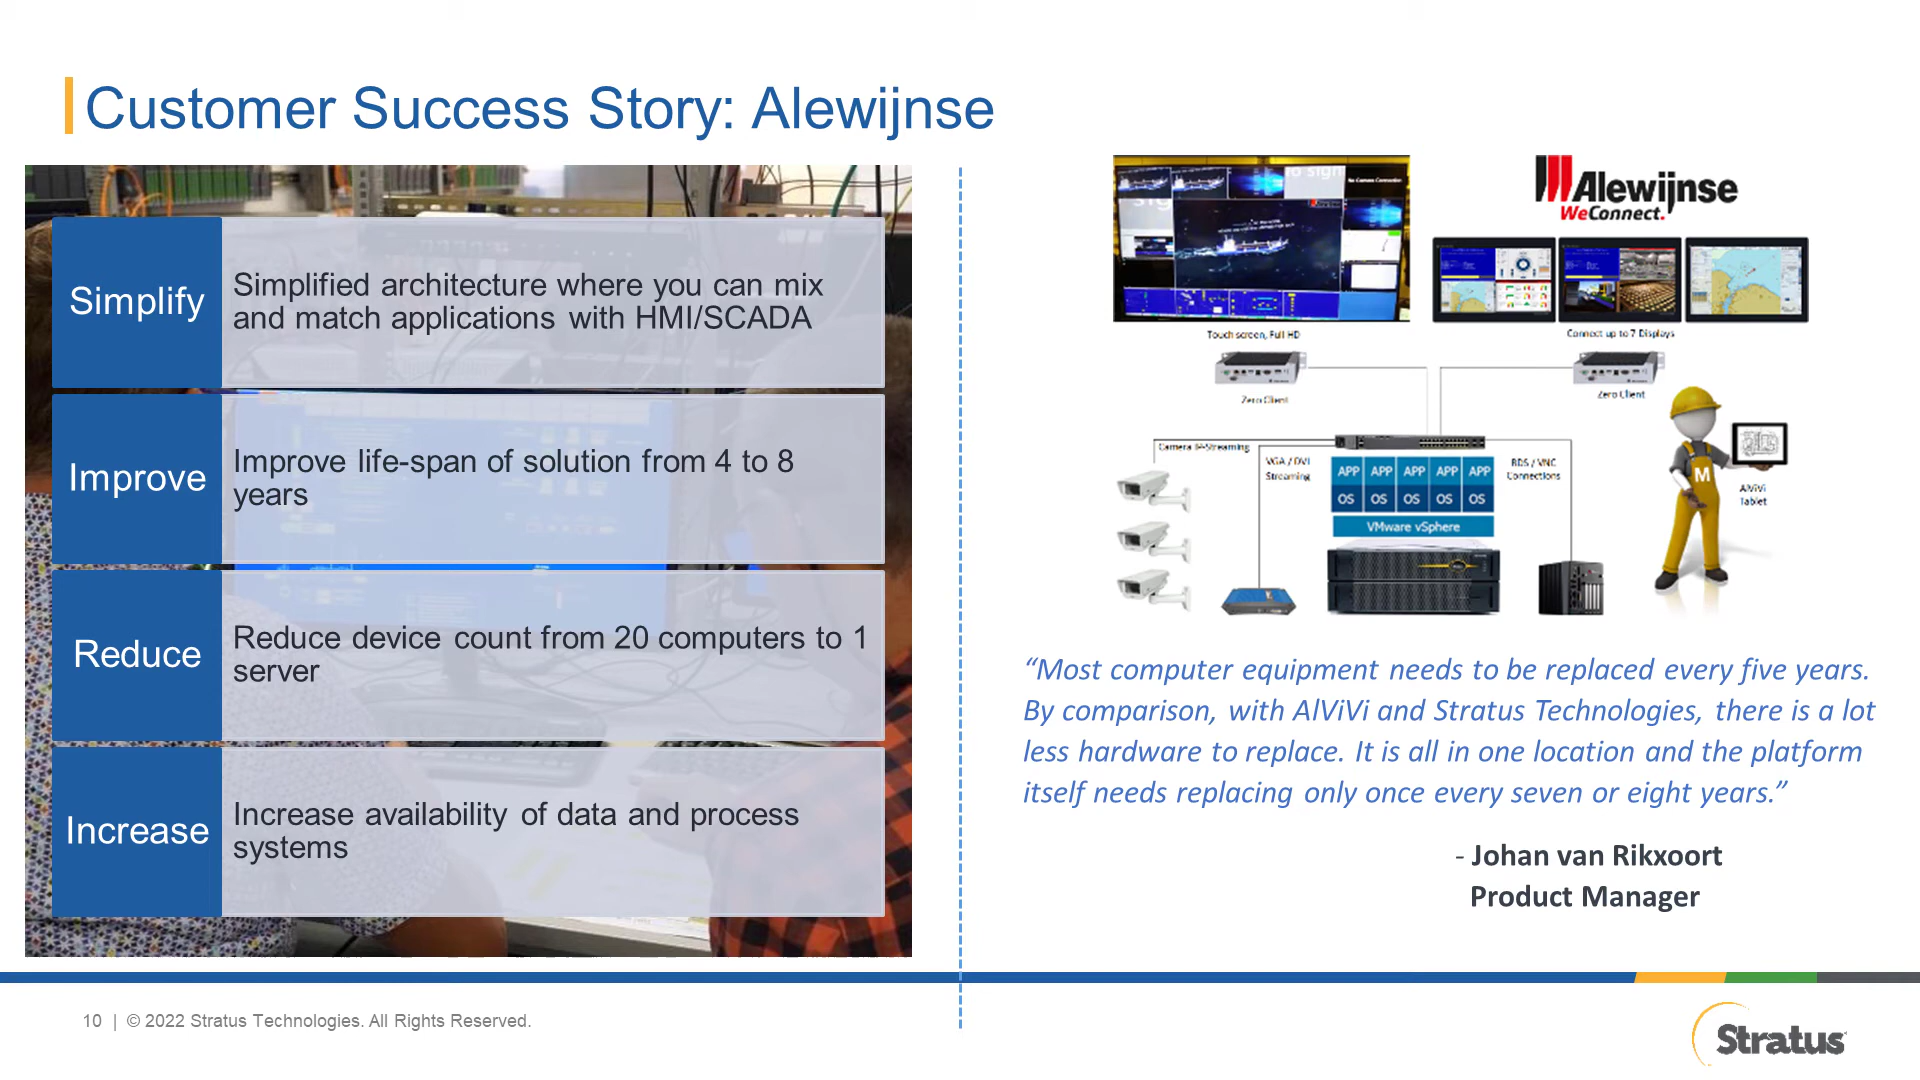 Customer Success Story: Alewijnse
Simplify
Simplified architecture where you can mix
and match applications with HMI/SCADA
Improve
Improve life-span of solution from 4 to 8
years
Reduce
Reduce device count from 20 computers to 1
server
Increase
Increase availability of data and process
systems
Alewijnse
WeConnect.
Touch screen, Full HD
Connect up to 7 Displays
Zero Client
Zero Client
Camera IP-Streaming
VGA / DVI
Streaming
APP APP APP APP APP
OS OS OS OS OS
VMware vSphere
RDS / VNC
Connections
M
AlViVi
Tablet
“Most computer equipment needs to be replaced every five years.
By comparison, with AlViVi and Stratus Technologies, there is a lot
less hardware to replace. It is all in one location and the platform
itself needs replacing only once every seven or eight years.”
- Johan van Rikxoort
Product Manager
10 | © 2022 Stratus Technologies. All Rights Reserved.
Stratus